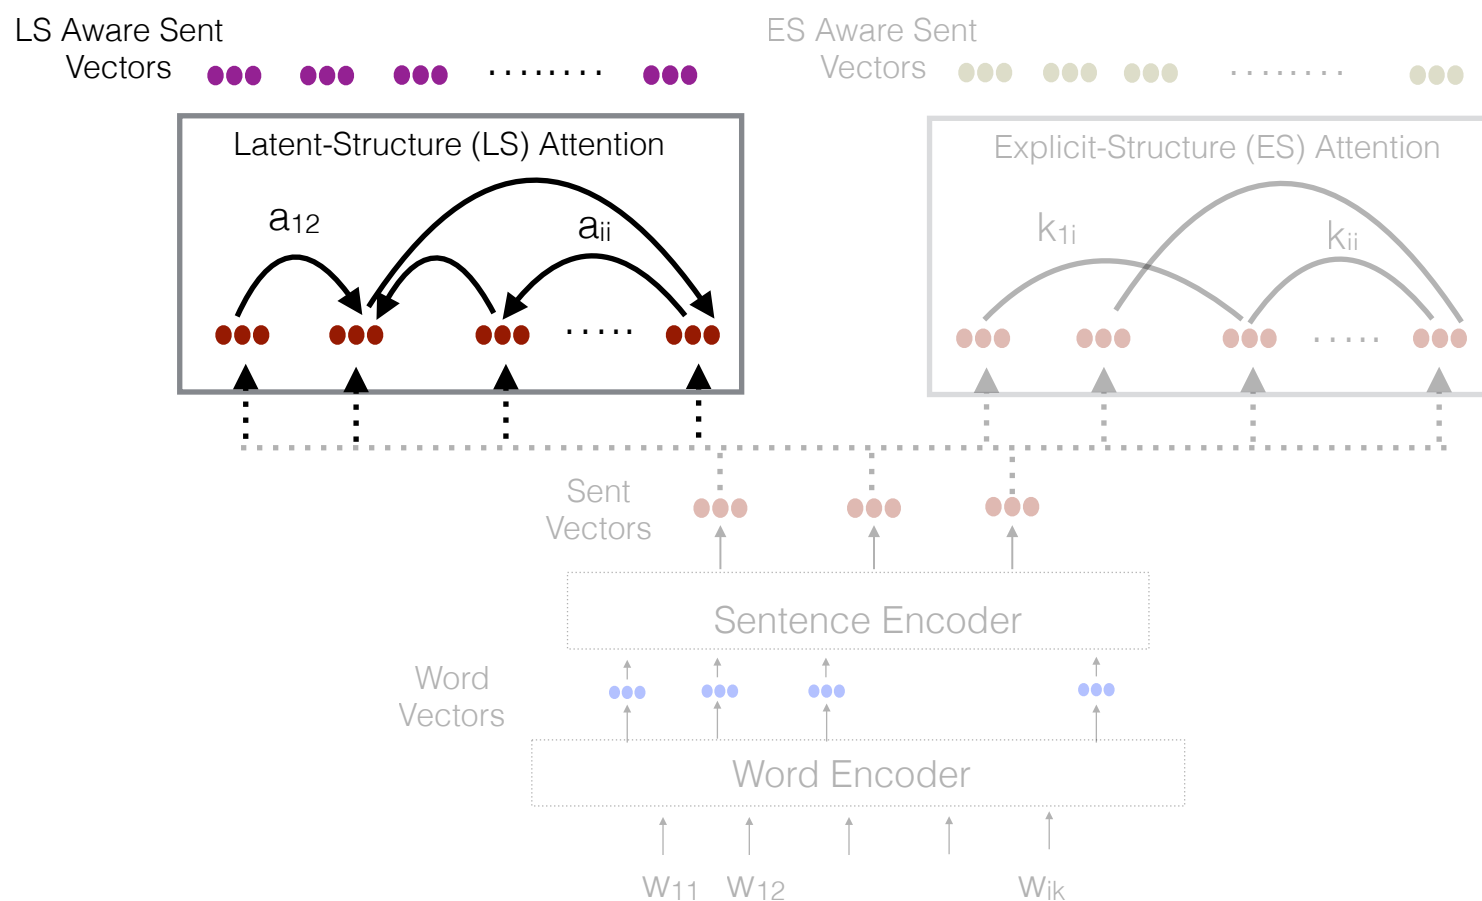 LS Aware Sent
Vectors
........
ES Aware Sent
Vectors
........
Latent-Structure (LS) Attention
a12
aii
.....
Explicit-Structure (ES) Attention
k1i
kii
.....
Sent
Vectors
Sentence Encoder
Word
Vectors
Word Encoder
w11 w12 wik